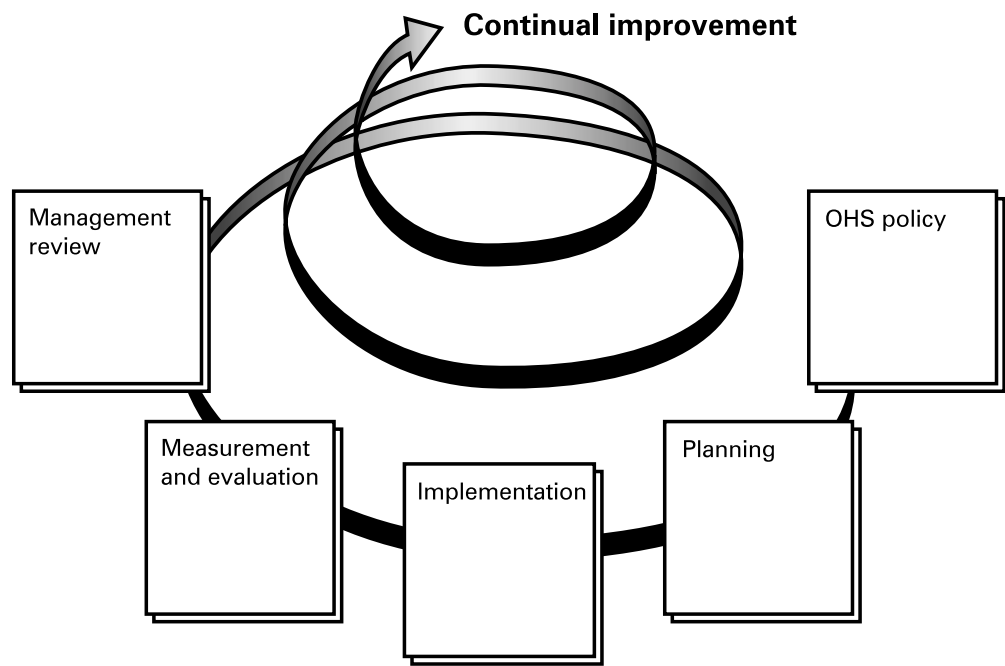 Continual improvement
Management
review
OHS policy
Measurement
and evaluation
Planning
Implementation